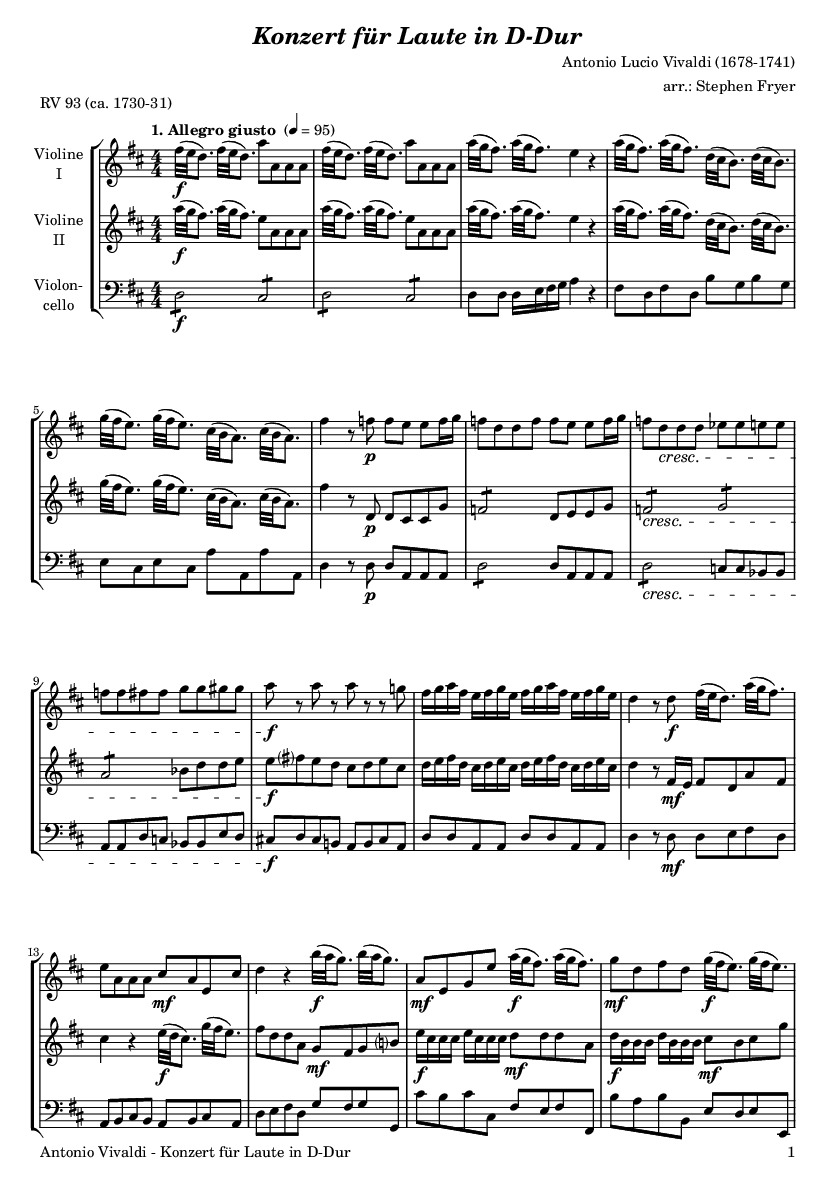 Konzert für Laute in D-Dur
Antonio Lucio Vivaldi (1678-1741)
arr.: Stephen Fryer
RV 93 (ca. 1730-31)
1. Allegro giusto (♩ = 95)
Violine
I
f
Violine
II
f
Violon-
cello
f
5
p
cresc.
p
cresc.
p
cresc.
9
f
f
f
mf
f
mf
13
mf
f
mf
f
mf
f
f
mf
f
mf
f
mf
Antonio Vivaldi - Konzert für Laute in D-Dur
1